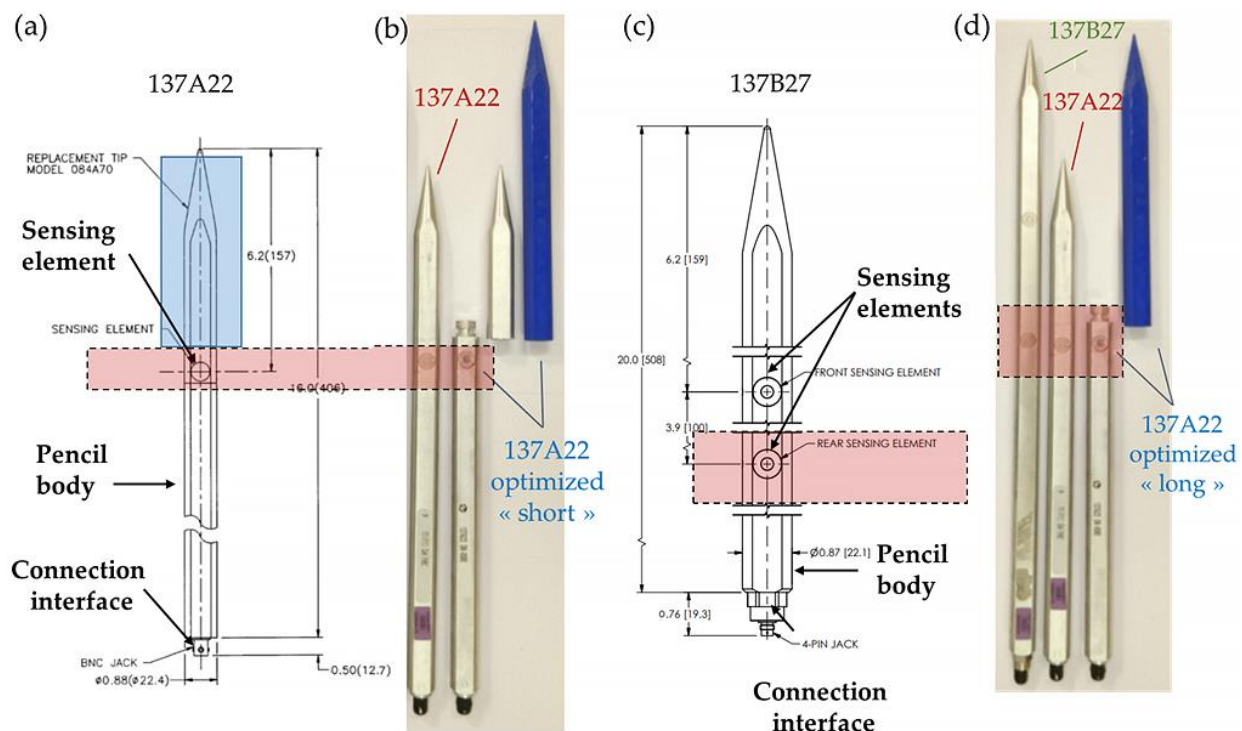 (a)
137A22
REPLACEMENT TIP
MODEL 084A70
Sensing
element
6.2(157)
SENSING ELEMENT
16.0(406)
Pencil
body
Connection
interface
BNC JACK
Ø0.88(Ø22.4)
0.50(12.7)
(b)
137A22
137A22
optimized
« short »
(c)
137B27
6.2 [159]
Sensing
elements
20.0 [508]
FRONT SENSING ELEMENT
3.9 [100]
REAR SENSING ELEMENT
Ø0.87 [22.1]
Pencil
body
0.76 [19.3]
4-PIN JACK
Connection
interface
(d)
137B27
137A22
137A22
optimized
« long »